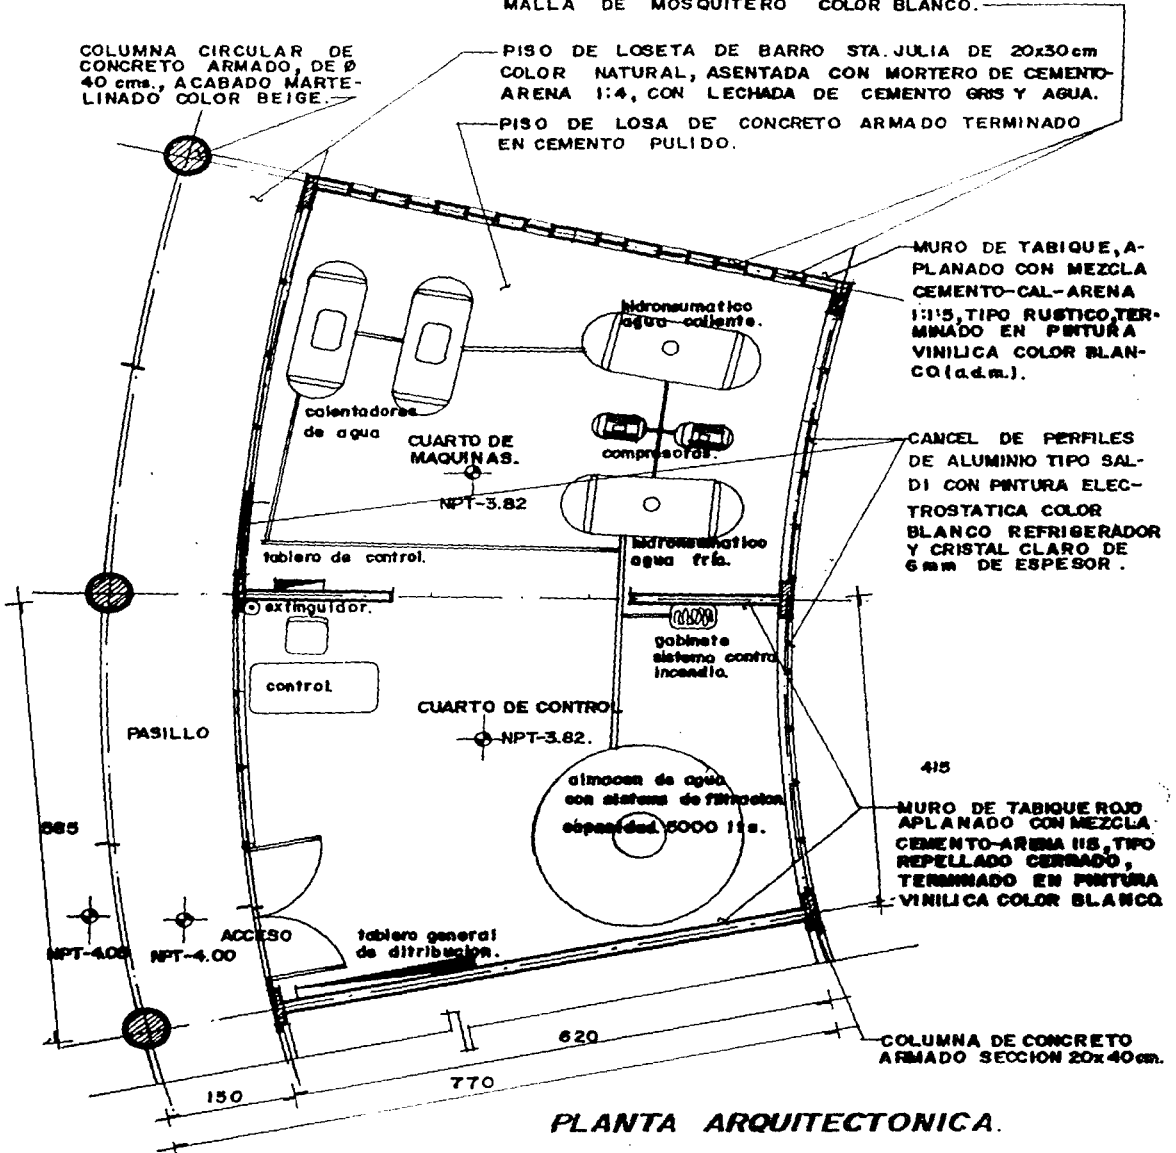 MALLA DE MOSQUITERO COLOR BLANCO.
COLUMNA CIRCULAR DE
CONCRETO ARMADO, DE Ø
40 cms., ACABADO MARTE-
LINADO COLOR BEIGE.
PISO DE LOSETA DE BARRO STA. JULIA DE 20x30cm
COLOR NATURAL, ASENTADA CON MORTERO DE CEMENTO-
ARENA 1:4, CON LECHADA DE CEMENTO GRIS Y AGUA.
PISO DE LOSA DE CONCRETO ARMADO TERMINADO
EN CEMENTO PULIDO.
MURO DE TABIQUE, A-
PLANADO CON MEZCLA
CEMENTO-CAL-ARENA
1:1:5, TIPO RUSTICO, TER-
MINADO EN PINTURA
VINILICA COLOR BLAN-
CO (a.d.m.).
hidroneumatico
agua caliente.
calentadores
de agua
CUARTO DE
MAQUINAS.
NPT-3.82
compresoras.
CANCEL DE PERFILES
DE ALUMINIO TIPO SAL-
DI CON PINTURA ELEC-
TROSTATICA COLOR
BLANCO REFRIGERADOR
Y CRISTAL CLARO DE
6mm DE ESPESOR.
hidroneumatico
agua fría.
tablero de control.
extinguidor.
gabinete
sistema contra
incendio.
control.
CUARTO DE CONTROL
NPT-3.82.
PASILLO
almacen de agua
con sistema de filtracion
capacidad 5000 lts.
415
685
MURO DE TABIQUE ROJO
APLANADO CON MEZCLA
CEMENTO-ARENA 1:5, TIPO
REPELLADO CERRADO,
TERMINADO EN PINTURA
VINILICA COLOR BLANCO
NPT-4.05
NPT-4.00
ACCESO
tablero general
de ditribucion.
COLUMNA DE CONCRETO
ARMADO SECCION 20x40cm.
620
770
150
PLANTA ARQUITECTONICA.